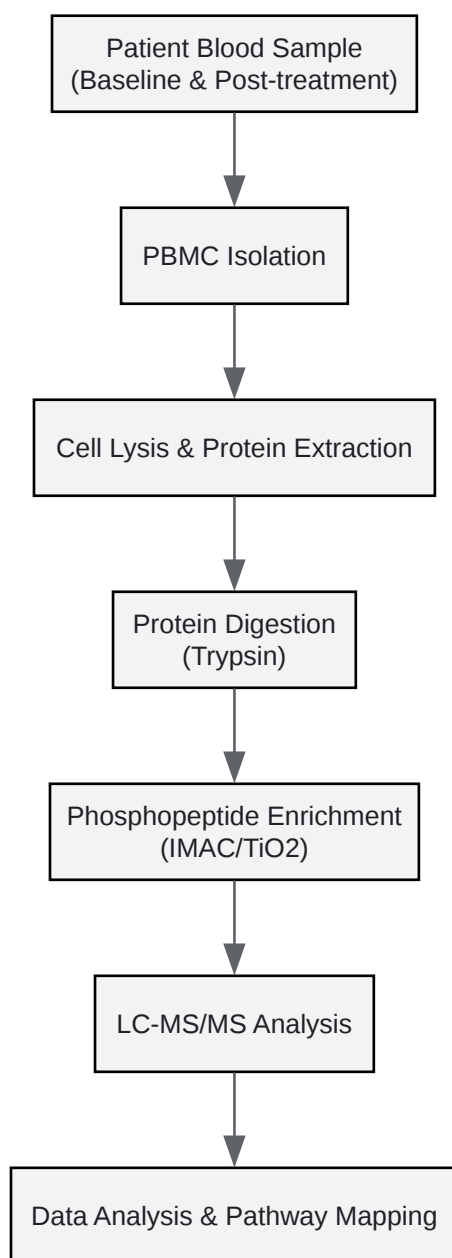 Patient Blood Sample
(Baseline & Post-treatment)
PBMC Isolation
Cell Lysis & Protein Extraction
Protein Digestion
(Trypsin)
Phosphopeptide Enrichment
(IMAC/TiO2)
LC-MS/MS Analysis
Data Analysis & Pathway Mapping